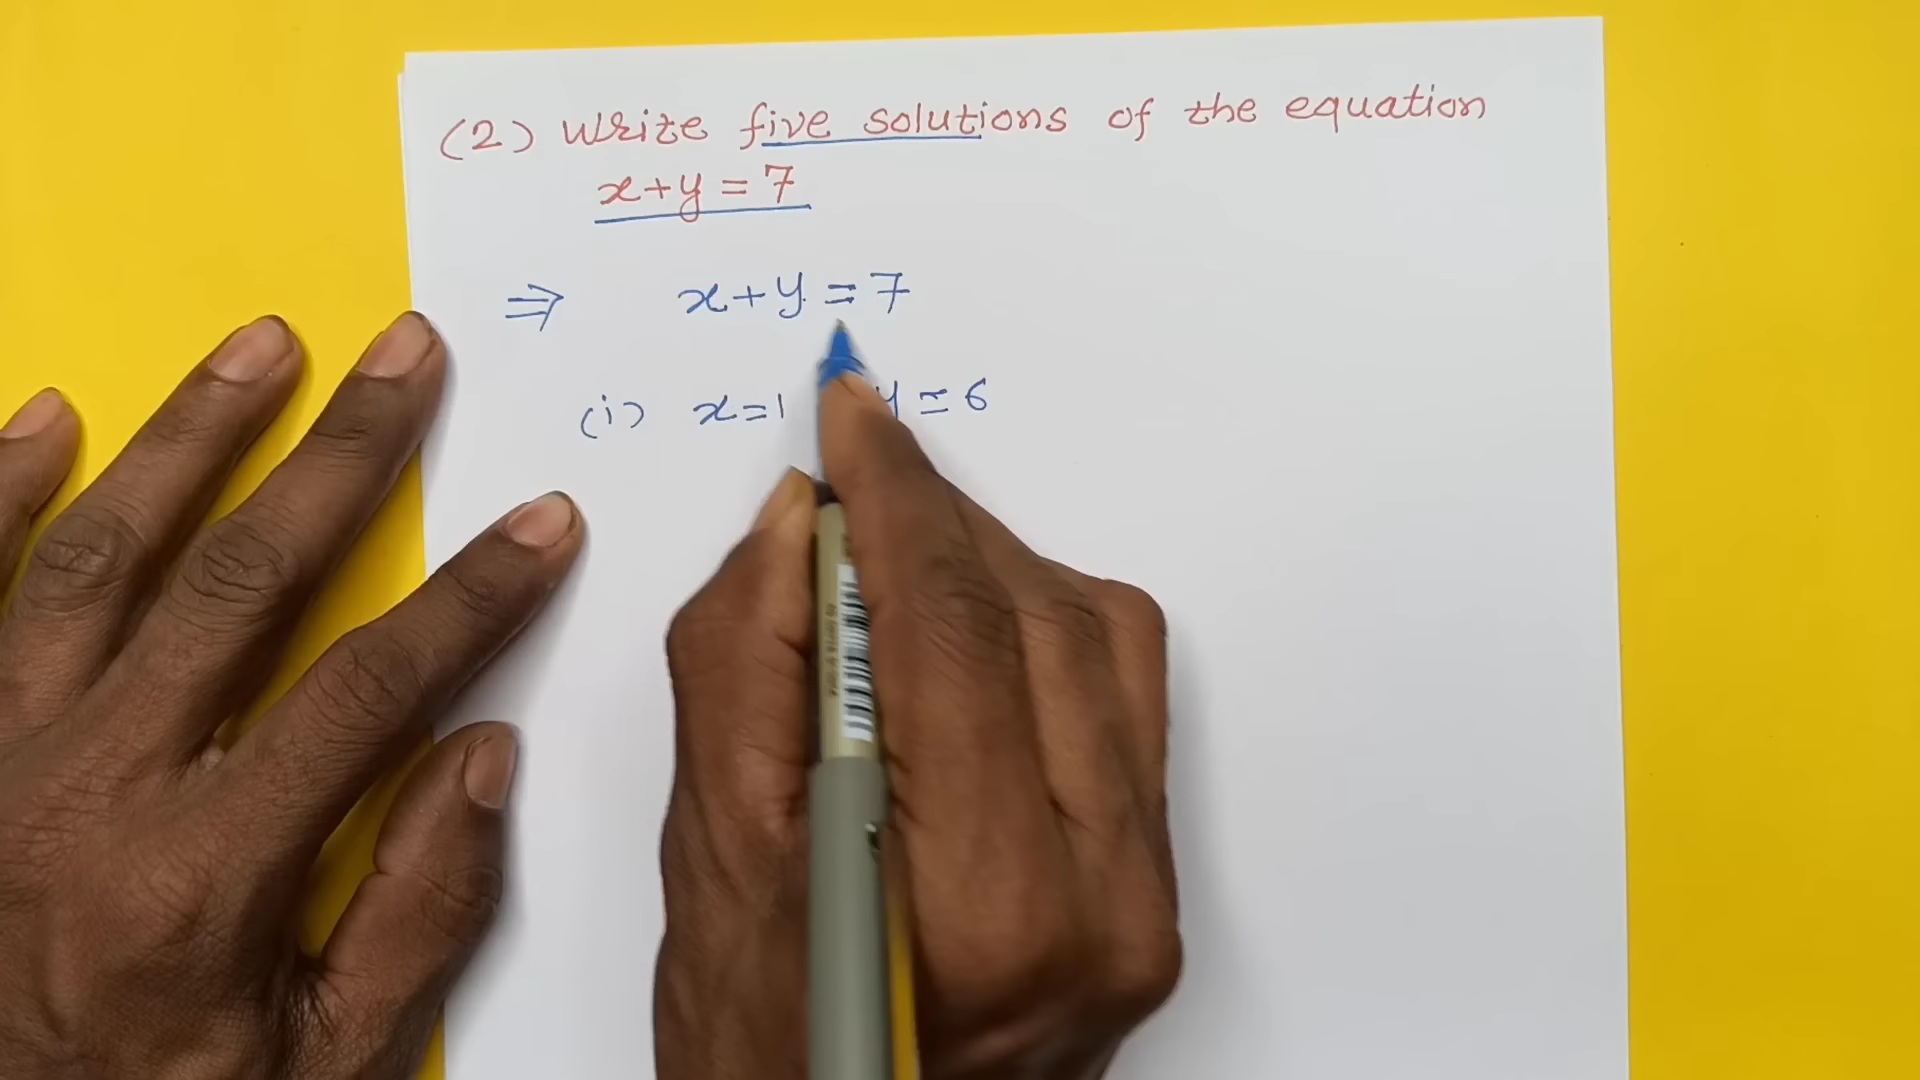 (2) Write five solutions of the equation
x+y=7
⇒ x+y=7
(i) x=1 y=6